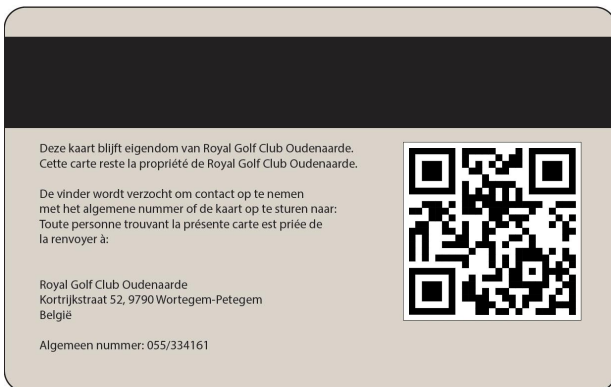 Deze kaart blijft eigendom van Royal Golf Club Oudenaarde.
Cette carte reste la propriété de Royal Golf Club Oudenaarde.
De vinder wordt verzocht om contact op te nemen
met het algemene nummer of de kaart op te sturen naar:
Toute personne trouvant la présente carte est priée de
la renvoyer à:
Royal Golf Club Oudenaarde
Kortrijkstraat 52, 9790 Wortegem-Petegem
België
Algemeen nummer: 055/334161